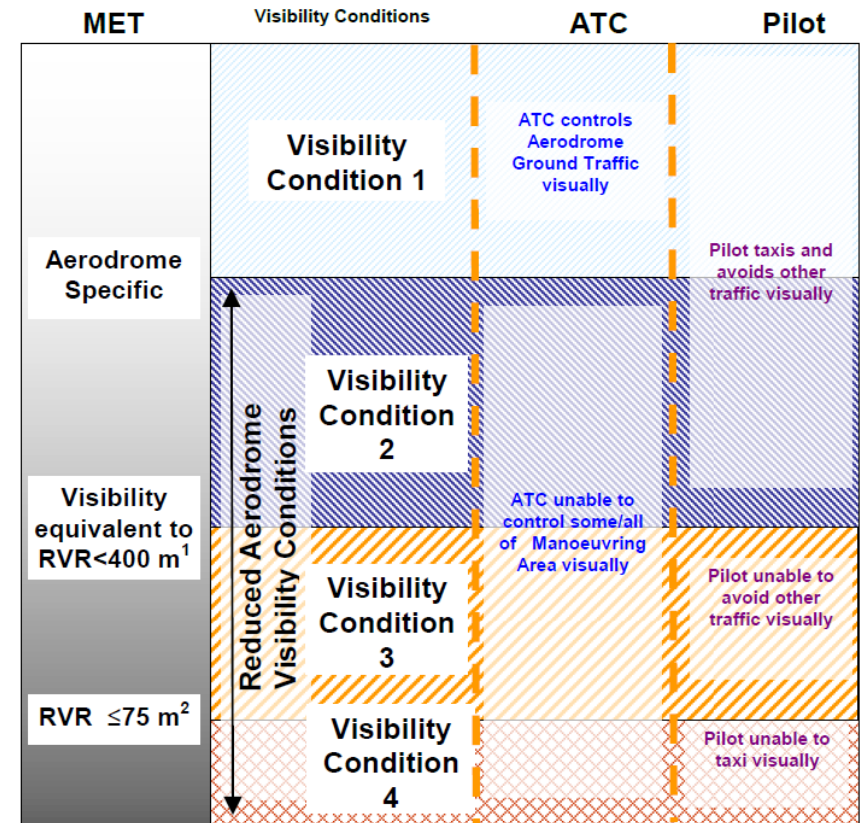 MET
Visibility Conditions
ATC
Pilot
Visibility
Condition 1
ATC controls
Aerodrome
Ground Traffic
visually
Aerodrome
Specific
Pilot taxis and
avoids other
traffic visually
Reduced Aerodrome
Visibility Conditions
Visibility
Condition
2
Visibility
equivalent to
RVR<400 m¹
ATC unable to
control some/all
of Manoeuvring
Area visually
Visibility
Condition
3
Pilot unable to
avoid other
traffic visually
RVR ≤75 m²
Visibility
Condition
4
Pilot unable to
taxi visually